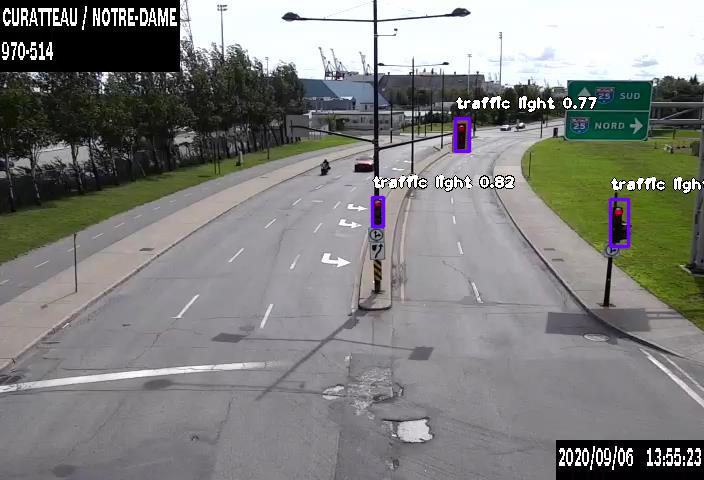 CURATTEAU / NOTRE-DAME
970-514
traffic light 0.77
25 SUD
25 NORD
traffic light 0.82
traffic light
2020/09/06 13:55:23